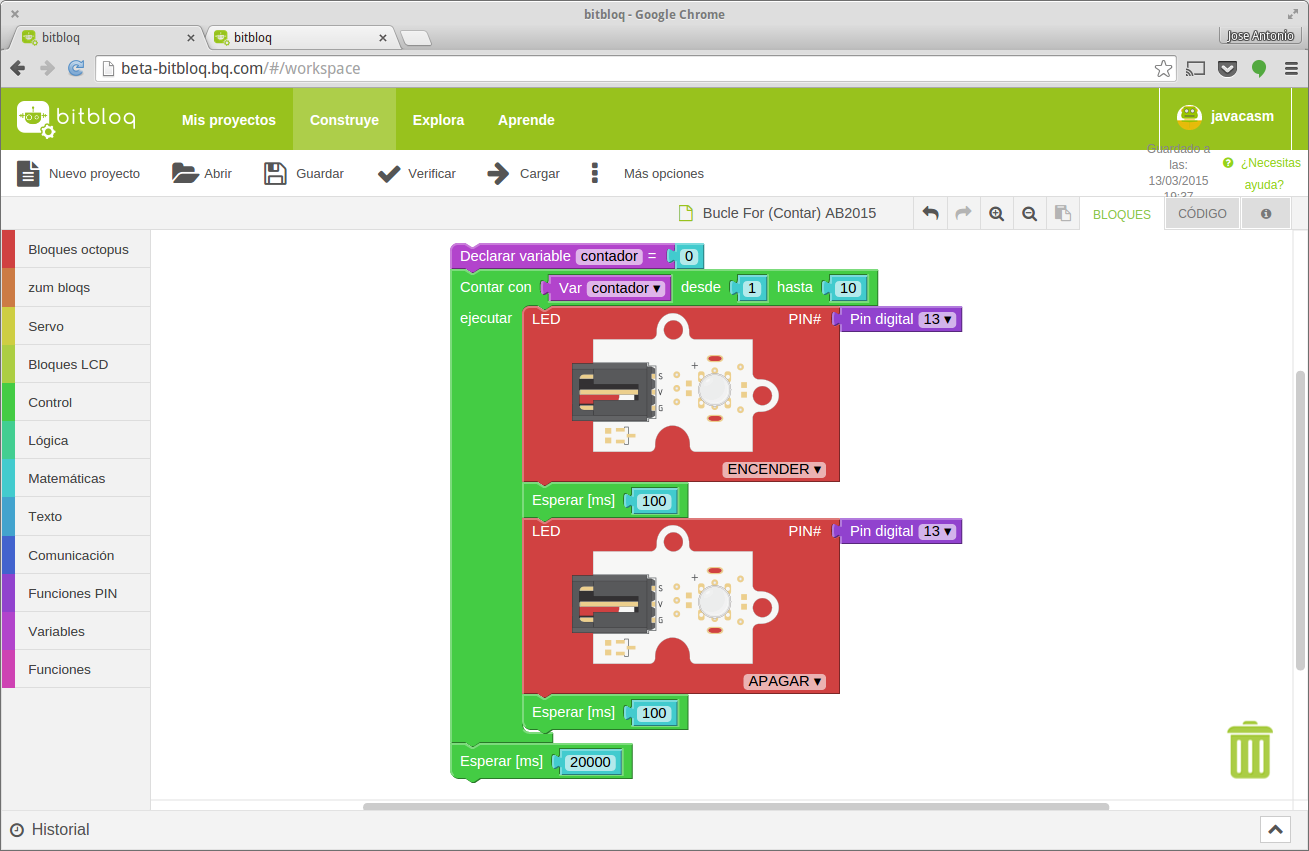 bitbloq - Google Chrome
bitbloq
bitbloq
Jose Antonio
beta-bitbloq.bq.com/#/workspace
bitbloq
Mis proyectos
Construye
Explora
Aprende
javacasm
Nuevo proyecto
Abrir
Guardar
Verificar
Cargar
Más opciones
Guardado a
las:
13/03/2015
19:37
¿Necesitas
ayuda?
Bucle For (Contar) AB2015
BLOQUES
CÓDIGO
Bloques octopus
zum bloqs
Servo
Bloques LCD
Control
Lógica
Matemáticas
Texto
Comunicación
Funciones PIN
Variables
Funciones
Declarar variable contador = 0
Contar con Var contador ▾ desde 1 hasta 10
ejecutar LED PIN# Pin digital 13 ▾
+
S
V
G
ENCENDER ▾
Esperar [ms] 100
LED PIN# Pin digital 13 ▾
+
S
V
G
APAGAR ▾
Esperar [ms] 100
Esperar [ms] 20000
Historial